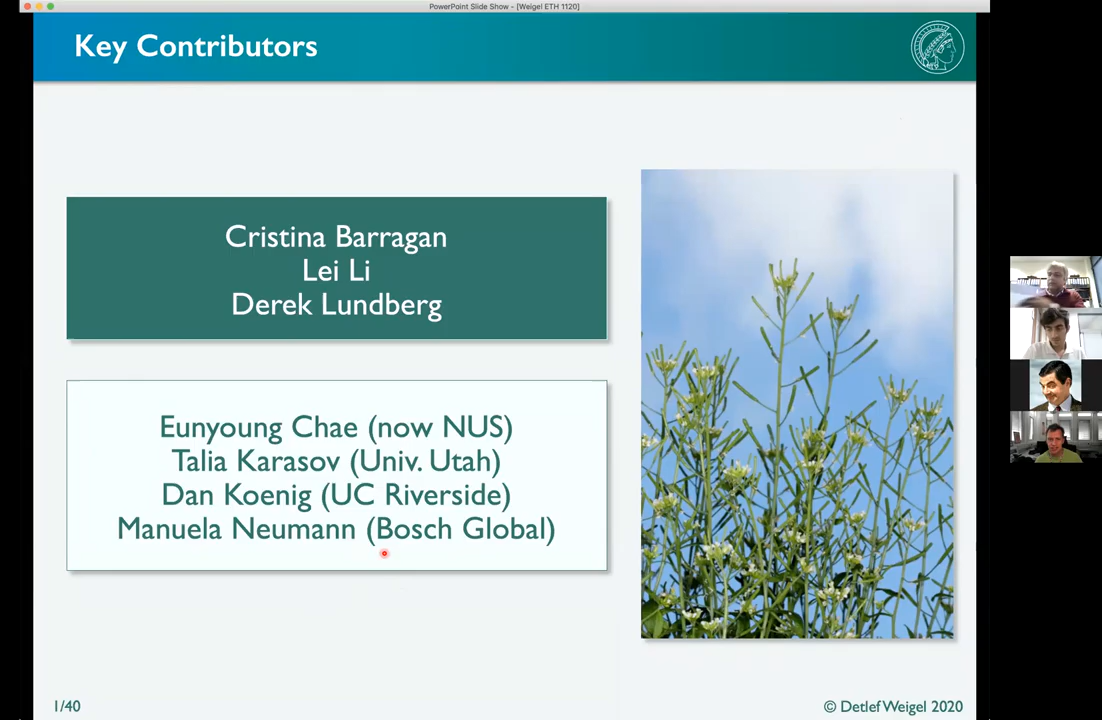 PowerPoint Slide Show - [Weigel ETH 1120]
Key Contributors
Cristina Barragan
Lei Li
Derek Lundberg
Eunyoung Chae (now NUS)
Talia Karasov (Univ. Utah)
Dan Koenig (UC Riverside)
Manuela Neumann (Bosch Global)
1/40
© Detlef Weigel 2020